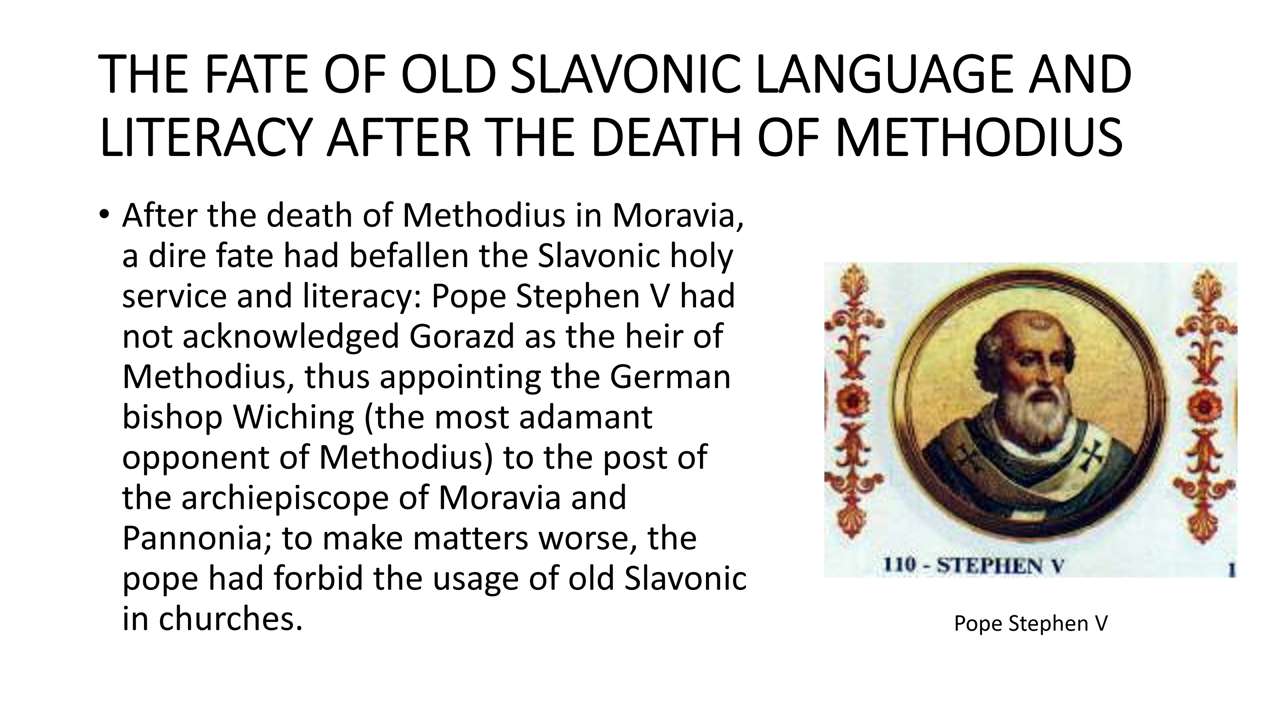 THE FATE OF OLD SLAVONIC LANGUAGE AND
LITERACY AFTER THE DEATH OF METHODIUS
• After the death of Methodius in Moravia,
a dire fate had befallen the Slavonic holy
service and literacy: Pope Stephen V had
not acknowledged Gorazd as the heir of
Methodius, thus appointing the German
bishop Wiching (the most adamant
opponent of Methodius) to the post of
the archiepiscope of Moravia and
Pannonia; to make matters worse, the
pope had forbid the usage of old Slavonic
in churches.
110 - STEPHEN V
1
Pope Stephen V